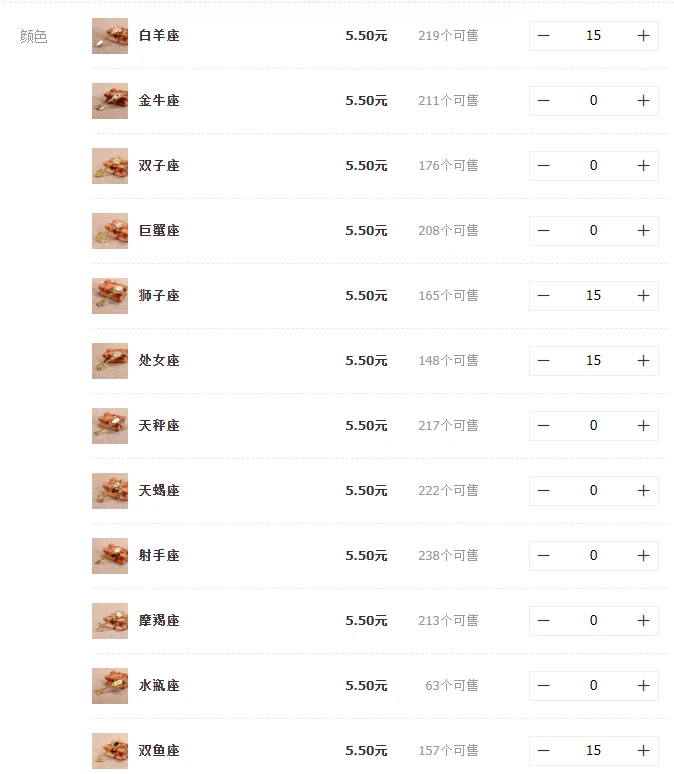 颜色 白羊座 5.50元 219个可售 — 15 +
金牛座 5.50元 211个可售 — 0 +
双子座 5.50元 176个可售 — 0 +
巨蟹座 5.50元 208个可售 — 0 +
狮子座 5.50元 165个可售 — 15 +
处女座 5.50元 148个可售 — 15 +
天秤座 5.50元 217个可售 — 0 +
天蝎座 5.50元 222个可售 — 0 +
射手座 5.50元 238个可售 — 0 +
摩羯座 5.50元 213个可售 — 0 +
水瓶座 5.50元 63个可售 — 0 +
双鱼座 5.50元 157个可售 — 15 +